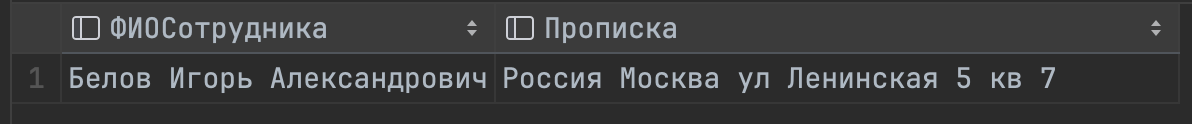 ФИОСотрудника Прописка
1 Белов Игорь Александрович Россия Москва ул Ленинская 5 кв 7